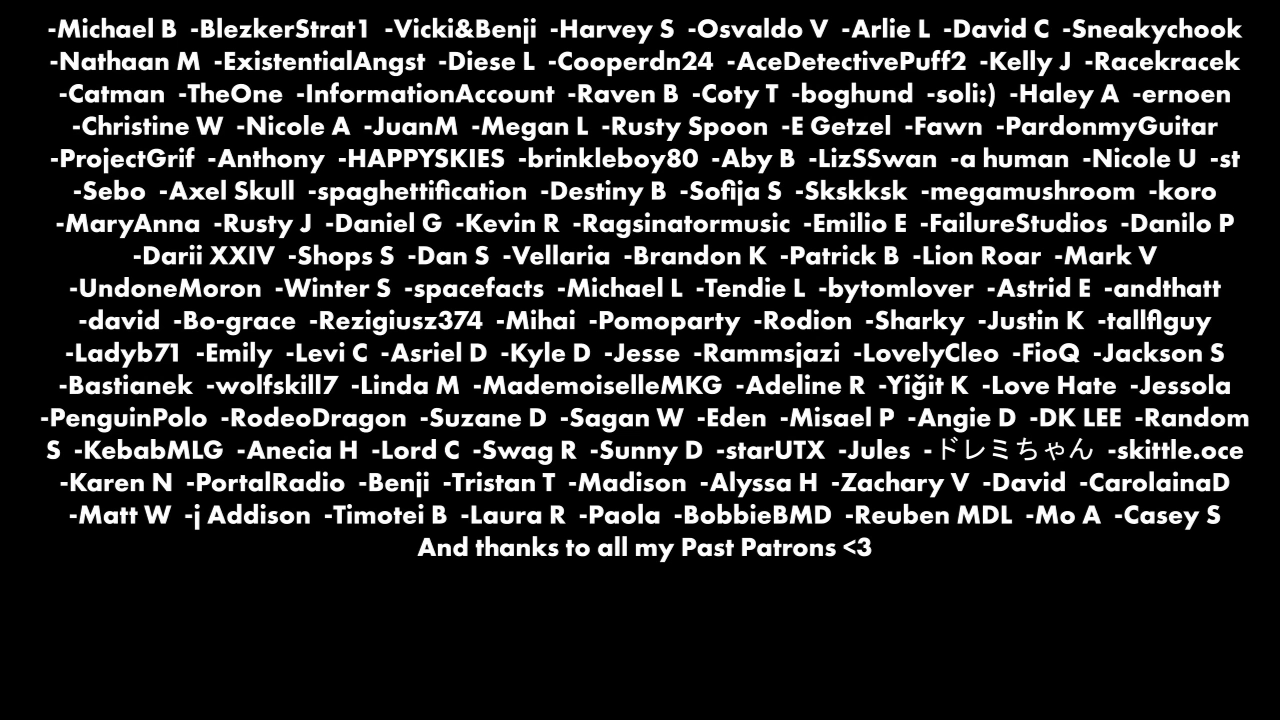 -Michael B -BlezkerStrat1 -Vicki&Benji -Harvey S -Osvaldo V -Arlie L -David C -Sneakychook
-Nathaan M -ExistentialAngst -Diese L -Cooperdn24 -AceDetectivePuff2 -Kelly J -Racekracek
-Catman -TheOne -InformationAccount -Raven B -Coty T -boghund -soli:) -Haley A -ernoen
-Christine W -Nicole A -JuanM -Megan L -Rusty Spoon -E Getzel -Fawn -PardonmyGuitar
-ProjectGrif -Anthony -HAPPYSKIES -brinkleboy80 -Aby B -LizSSwan -a human -Nicole U -st
-Sebo -Axel Skull -spaghettification -Destiny B -Sofija S -Skskksk -megamushroom -koro
-MaryAnna -Rusty J -Daniel G -Kevin R -Ragsinatormusic -Emilio E -FailureStudios -Danilo P
-Darii XXIV -Shops S -Dan S -Vellaria -Brandon K -Patrick B -Lion Roar -Mark V
-UndoneMoron -Winter S -spacefacts -Michael L -Tendie L -bytomlover -Astrid E -andthatt
-david -Bo-grace -Rezigiusz374 -Mihai -Pomoparty -Rodion -Sharky -Justin K -tallflguy
-Ladyb71 -Emily -Levi C -Asriel D -Kyle D -Jesse -Rammsjazi -LovelyCleo -FioQ -Jackson S
-Bastianek -wolfskill7 -Linda M -MademoiselleMKG -Adeline R -Yiğit K -Love Hate -Jessola
-PenguinPolo -RodeoDragon -Suzane D -Sagan W -Eden -Misael P -Angie D -DK LEE -Random
S -KebabMLG -Anecia H -Lord C -Swag R -Sunny D -starUTX -Jules -ドレミちゃん -skittle.oce
-Karen N -PortalRadio -Benji -Tristan T -Madison -Alyssa H -Zachary V -David -CarolainaD
-Matt W -j Addison -Timotei B -Laura R -Paola -BobbieBMD -Reuben MDL -Mo A -Casey S
And thanks to all my Past Patrons <3